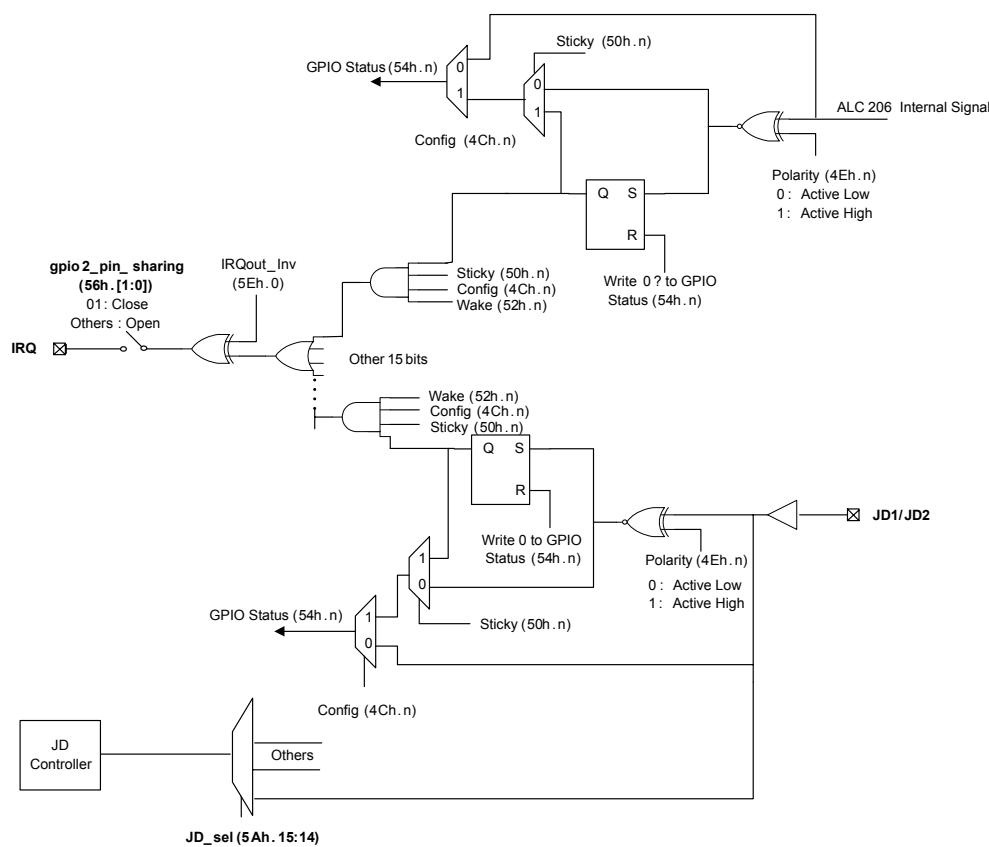 Sticky (50h.n)
GPIO Status (54h.n)
0
1
0
1
ALC 206 Internal Signal
Config (4Ch.n)
Polarity (4Eh.n)
0: Active Low
1: Active High
Q S
R
gpio 2_pin_ sharing
(56h.[1:0])
01: Close
Others : Open
IRQout_Inv
(5Eh.0)
Sticky (50h.n)
Config (4Ch.n)
Wake (52h.n)
Write 0 ? to GPIO
Status (54h.n)
IRQ
Other 15 bits
Wake (52h.n)
Config (4Ch.n)
Sticky (50h.n)
Q S
R
JD1/JD2
Write 0 to GPIO
Status (54h.n)
Polarity (4Eh.n)
0: Active Low
1: Active High
1
0
GPIO Status (54h.n)
1
0
Sticky (50h.n)
Config (4Ch.n)
JD
Controller
Others
JD_sel (5Ah.15:14)